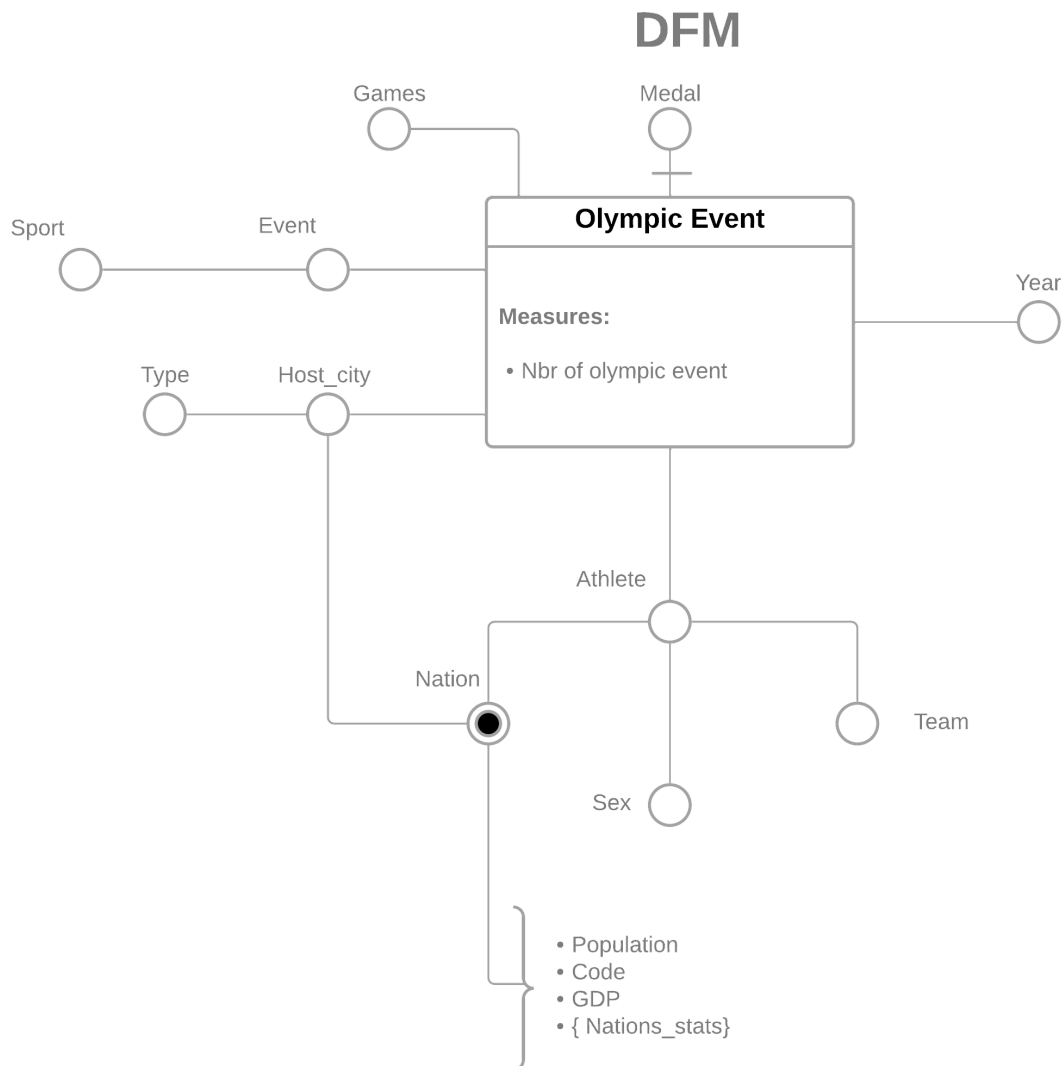 DFM
Games
Medal
Sport
Event
Olympic Event
Year
Measures:
• Nbr of olympic event
Type
Host_city
Athlete
Nation
Team
Sex
• Population
• Code
• GDP
• { Nations_stats}